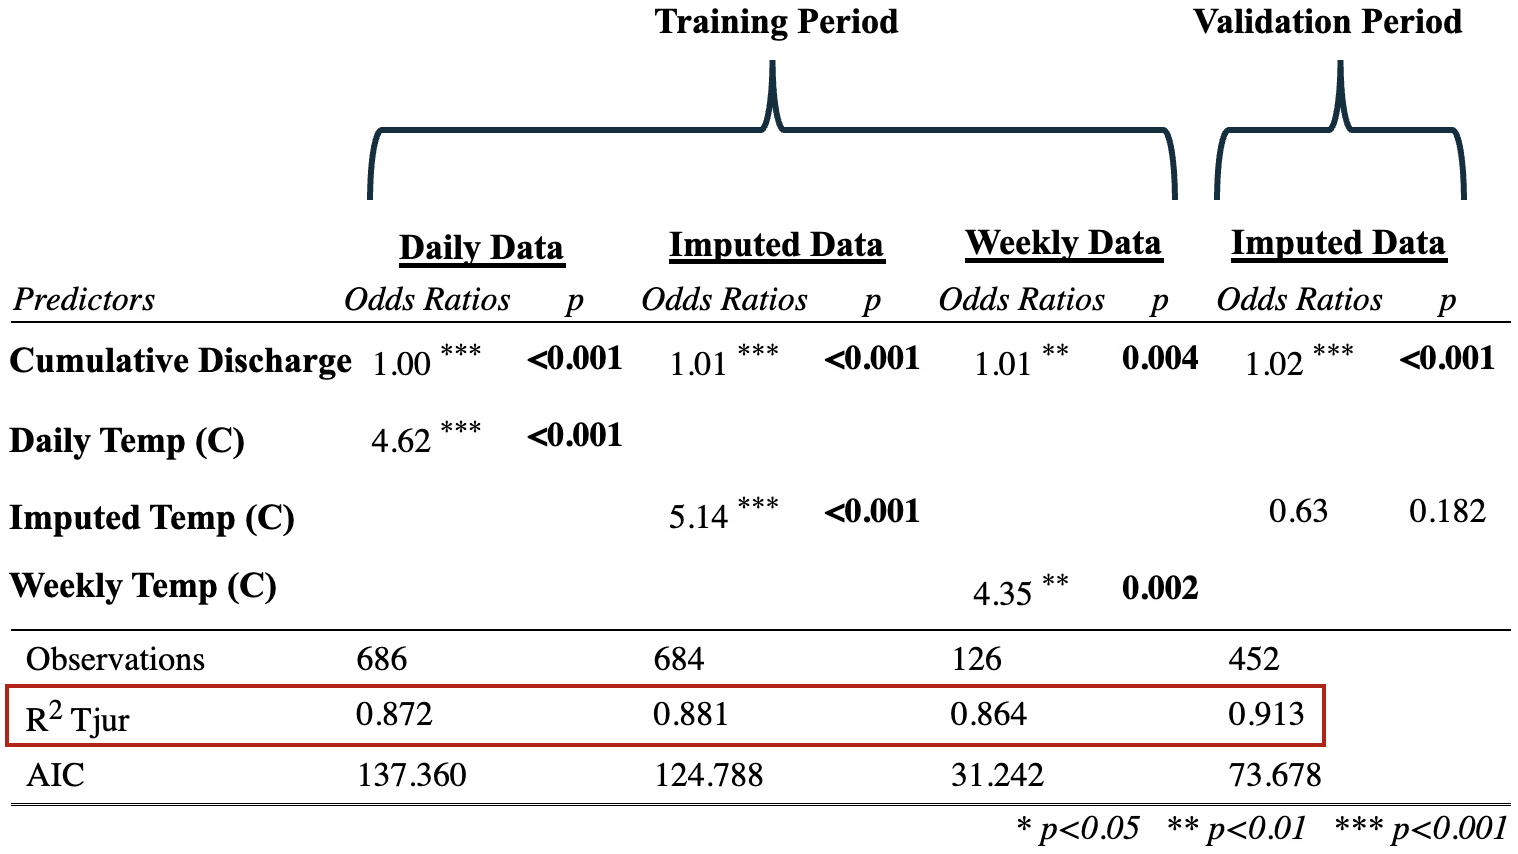 Training Period Validation Period
Daily Data Imputed Data Weekly Data Imputed Data
Predictors Odds Ratios p Odds Ratios p Odds Ratios p Odds Ratios p
Cumulative Discharge 1.00 *** <0.001 1.01 *** <0.001 1.01 ** 0.004 1.02 *** <0.001
Daily Temp (C) 4.62 *** <0.001
Imputed Temp (C) 5.14 *** <0.001 0.63 0.182
Weekly Temp (C) 4.35 ** 0.002
Observations 686 684 126 452
R² Tjur 0.872 0.881 0.864 0.913
AIC 137.360 124.788 31.242 73.678
* p<0.05 ** p<0.01 *** p<0.001